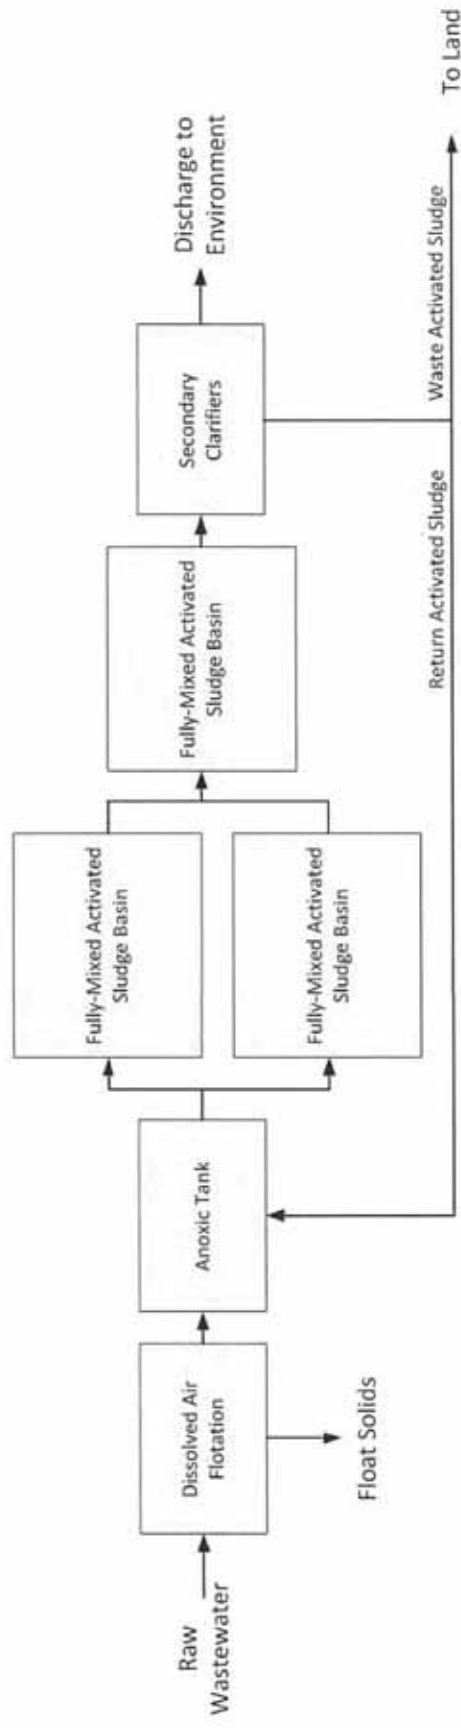 Raw
Wastewater
Dissolved Air
Flotation
Float Solids
Anoxic Tank
Fully-Mixed Activated
Sludge Basin
Fully-Mixed Activated
Sludge Basin
Fully-Mixed Activated
Sludge Basin
Secondary
Clarifiers
Discharge to
Environment
Return Activated Sludge
Waste Activated Sludge
To Land